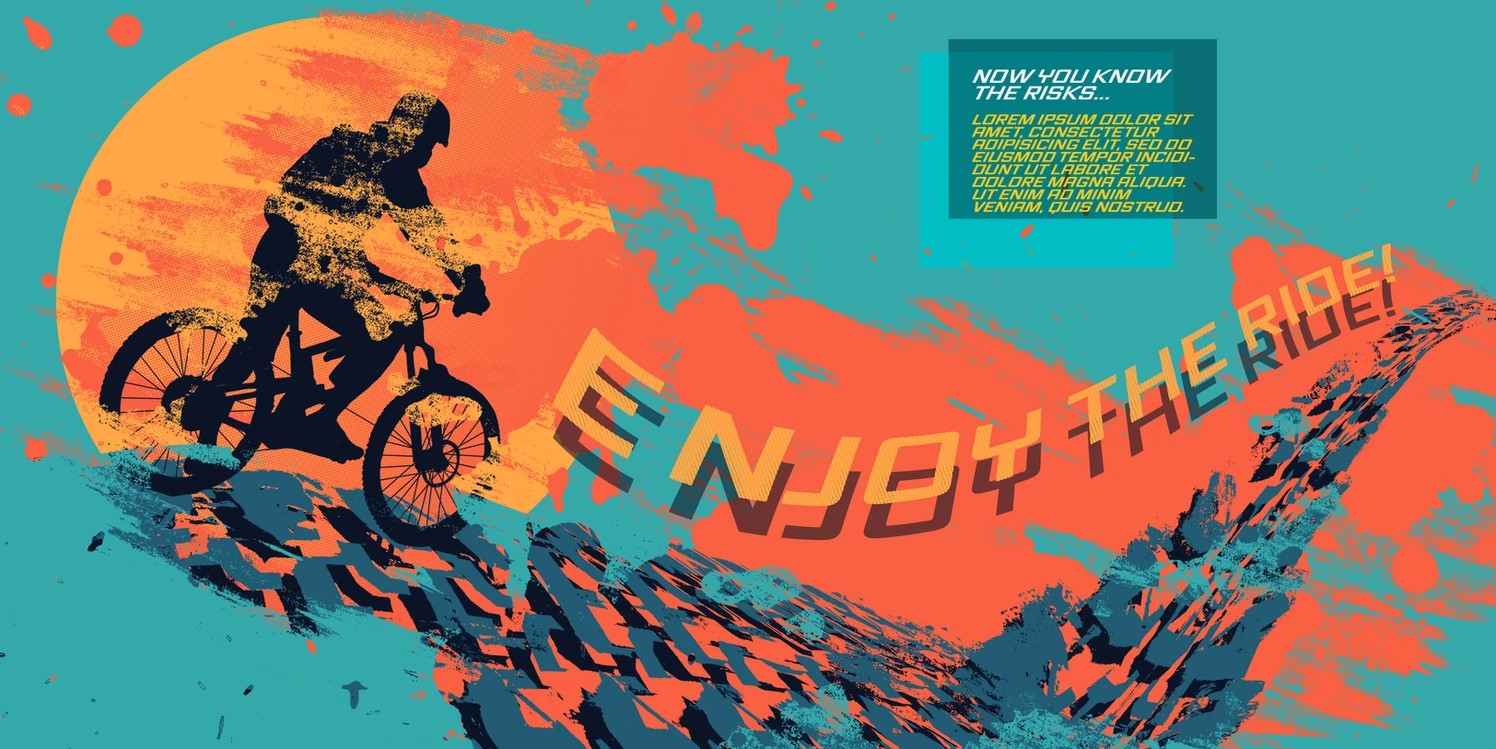 NOW YOU KNOW
THE RISKS...
LOREM IPSUM DOLOR SIT
AMET, CONSECTETUR
ADIPISICING ELIT, SED DO
EIUSMOD TEMPOR INCIDI-
DUNT UT LABORE ET
DOLORE MAGNA ALIQUA.
UT ENIM AD MINIM
VENIAM, QUIS NOSTRUD.
ENJOY THE RIDE!